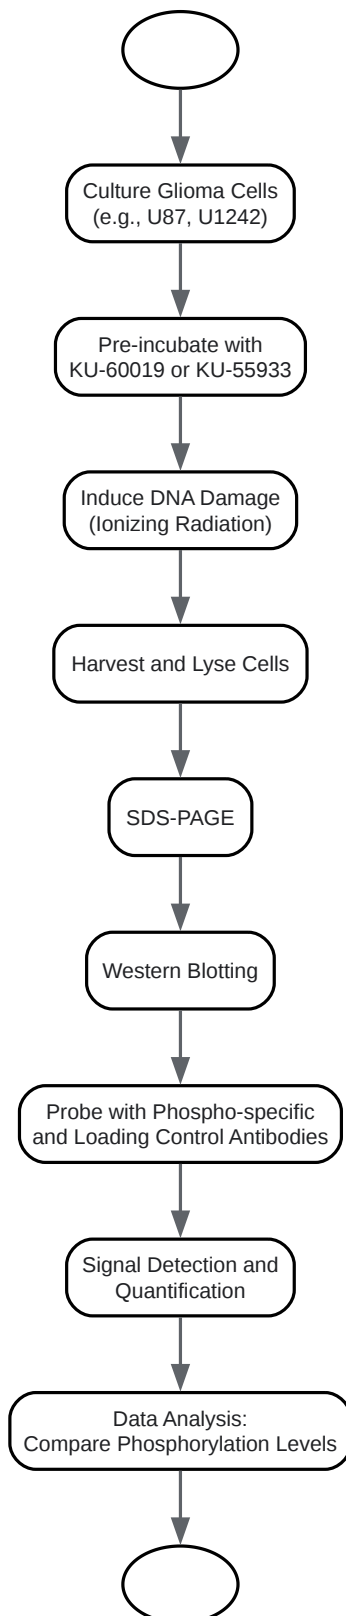 Culture Glioma Cells
(e.g., U87, U1242)
Pre-incubate with
KU-60019 or KU-55933
Induce DNA Damage
(Ionizing Radiation)
Harvest and Lyse Cells
SDS-PAGE
Western Blotting
Probe with Phospho-specific
and Loading Control Antibodies
Signal Detection and
Quantification
Data Analysis:
Compare Phosphorylation Levels